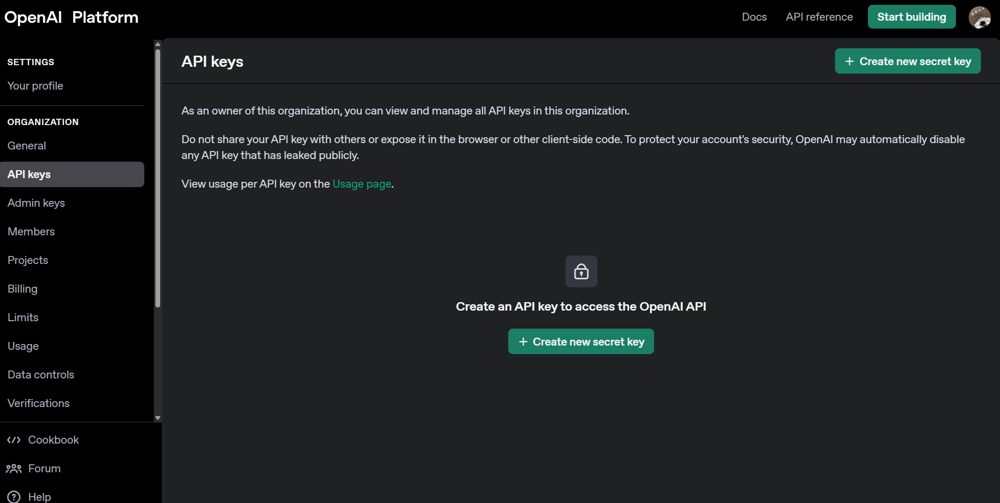 OpenAI Platform
Docs
API reference
Start building
SETTINGS
Your profile
ORGANIZATION
General
API keys
Admin keys
Members
Projects
Billing
Limits
Usage
Data controls
Verifications
Cookbook
Forum
Help
API keys
+ Create new secret key
As an owner of this organization, you can view and manage all API keys in this organization.
Do not share your API key with others or expose it in the browser or other client-side code. To protect your account's security, OpenAI may automatically disable
any API key that has leaked publicly.
View usage per API key on the Usage page.
Create an API key to access the OpenAI API
+ Create new secret key